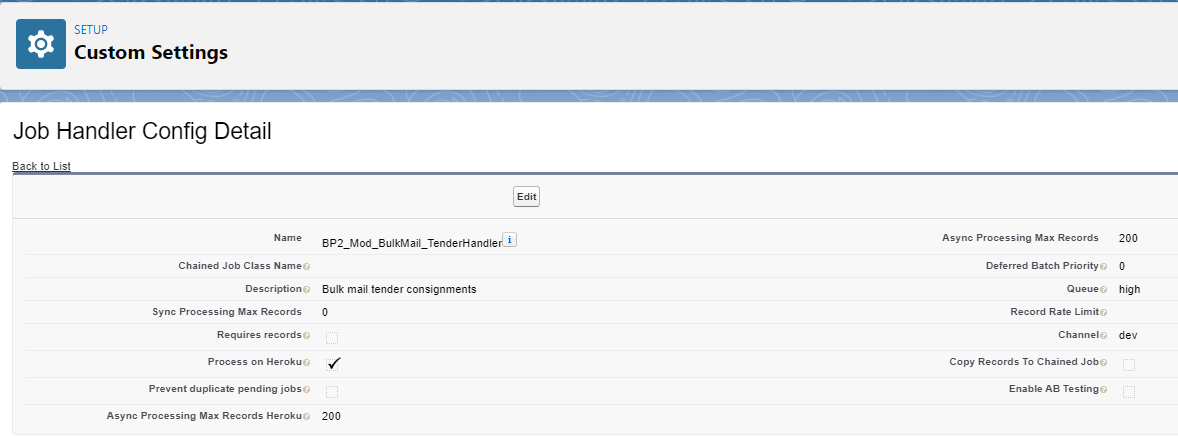 SETUP
Custom Settings
Job Handler Config Detail
Back to List
Edit
Name BP2_Mod_BulkMail_TenderHandler i Async Processing Max Records 200
Chained Job Class Name ? Deferred Batch Priority ? 0
Description ? Bulk mail tender consignments Queue ? high
Sync Processing Max Records 0 Record Rate Limit ?
Requires records ? Channel ? dev
Process on Heroku ? Copy Records To Chained Job ?
Prevent duplicate pending jobs ? Enable AB Testing ?
Async Processing Max Records Heroku ? 200